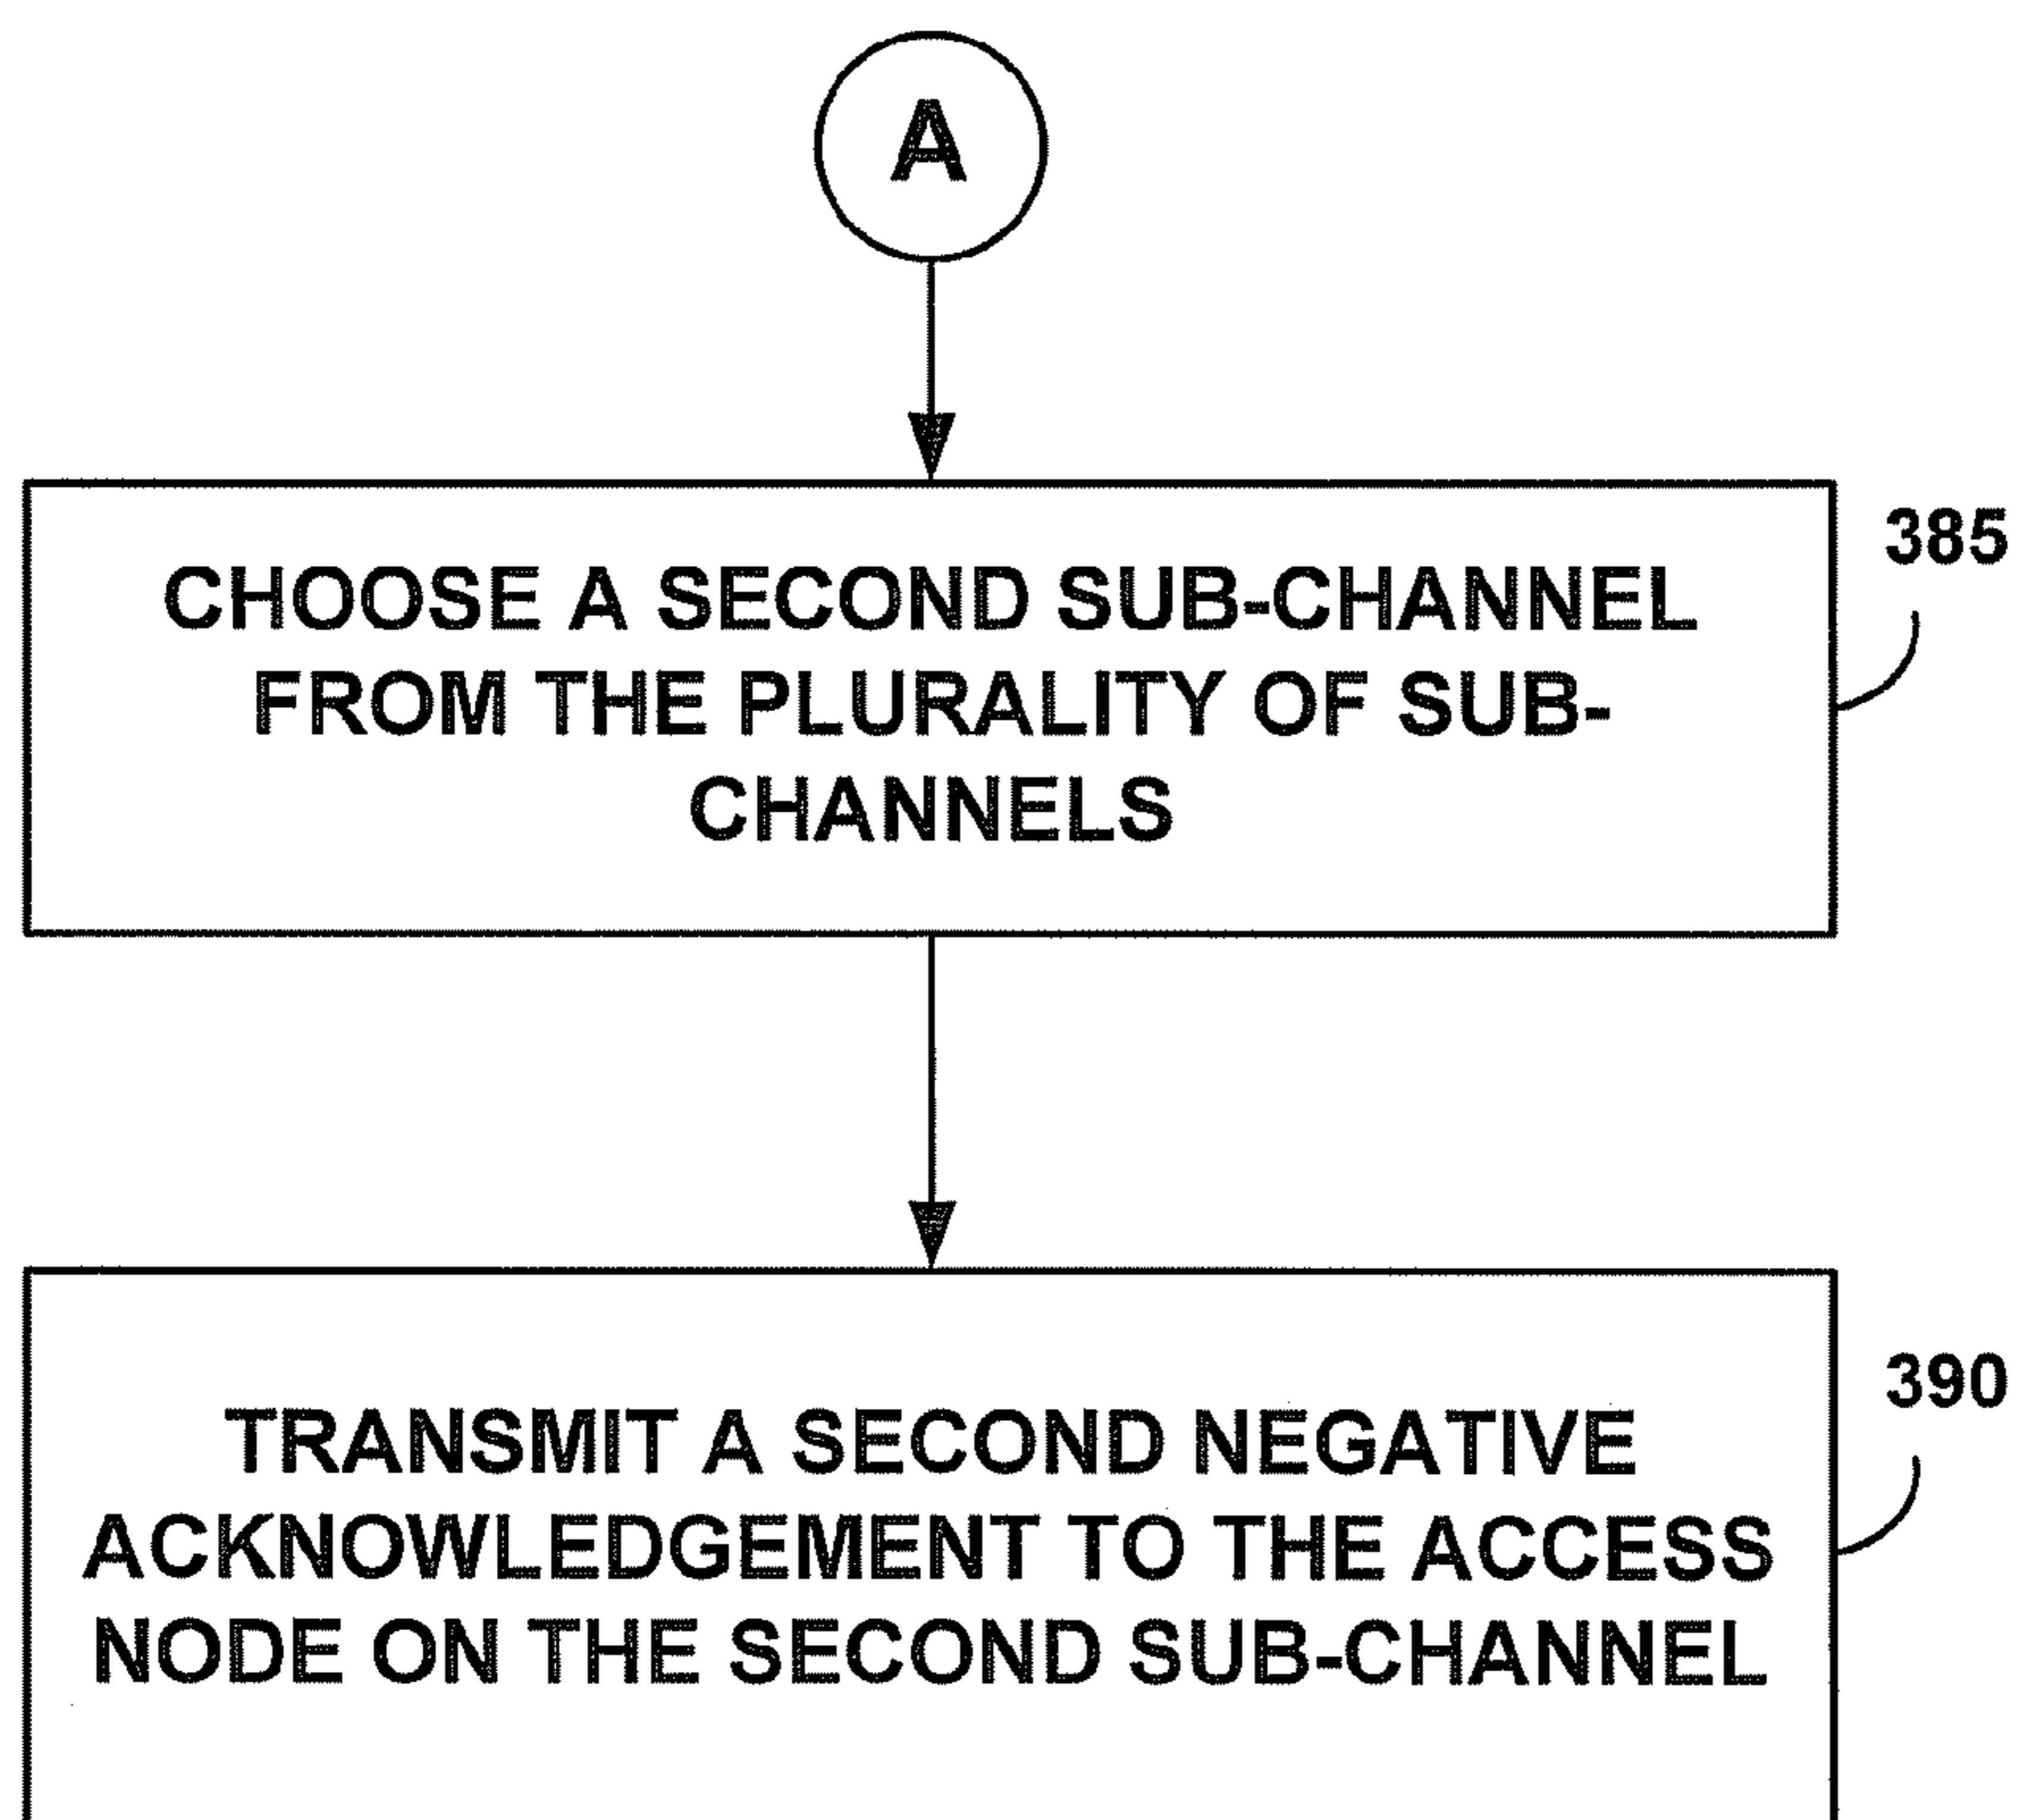 A
CHOOSE A SECOND SUB-CHANNEL
FROM THE PLURALITY OF SUB-
CHANNELS
385
TRANSMIT A SECOND NEGATIVE
ACKNOWLEDGEMENT TO THE ACCESS
NODE ON THE SECOND SUB-CHANNEL
390